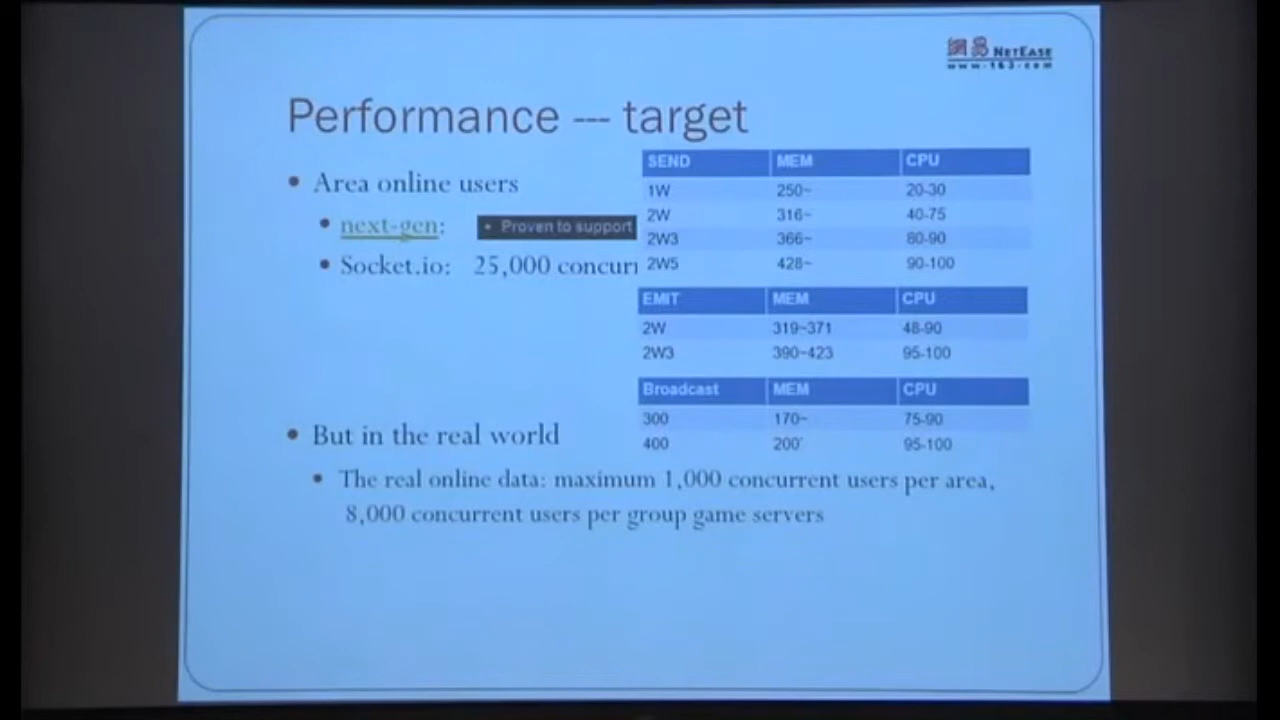 網易 NETEASE
www.163.com
Performance --- target
• Area online users
• next-gen:
• Proven to support
• Socket.io: 25,000 concurr
SEND MEM CPU
1W 250~ 20-30
2W 316~ 40-75
2W3 366~ 80-90
2W5 428~ 90-100
EMIT MEM CPU
2W 319~371 48-90
2W3 390~423 95-100
Broadcast MEM CPU
300 170~ 75-90
400 200~ 95-100
• But in the real world
• The real online data: maximum 1,000 concurrent users per area,
8,000 concurrent users per group game servers